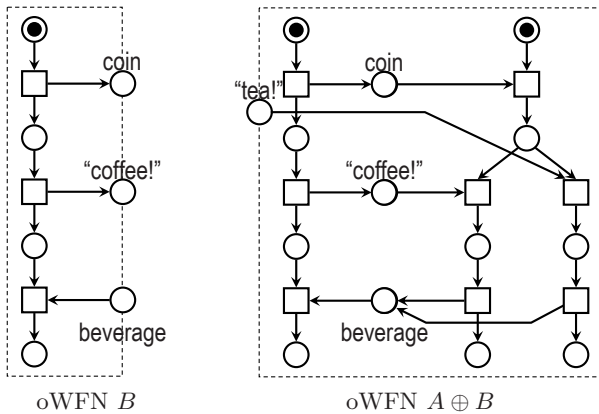 coin
"coffee!"
beverage
oWFN B
coin
"tea!"
"coffee!"
beverage
oWFN A ⊕ B